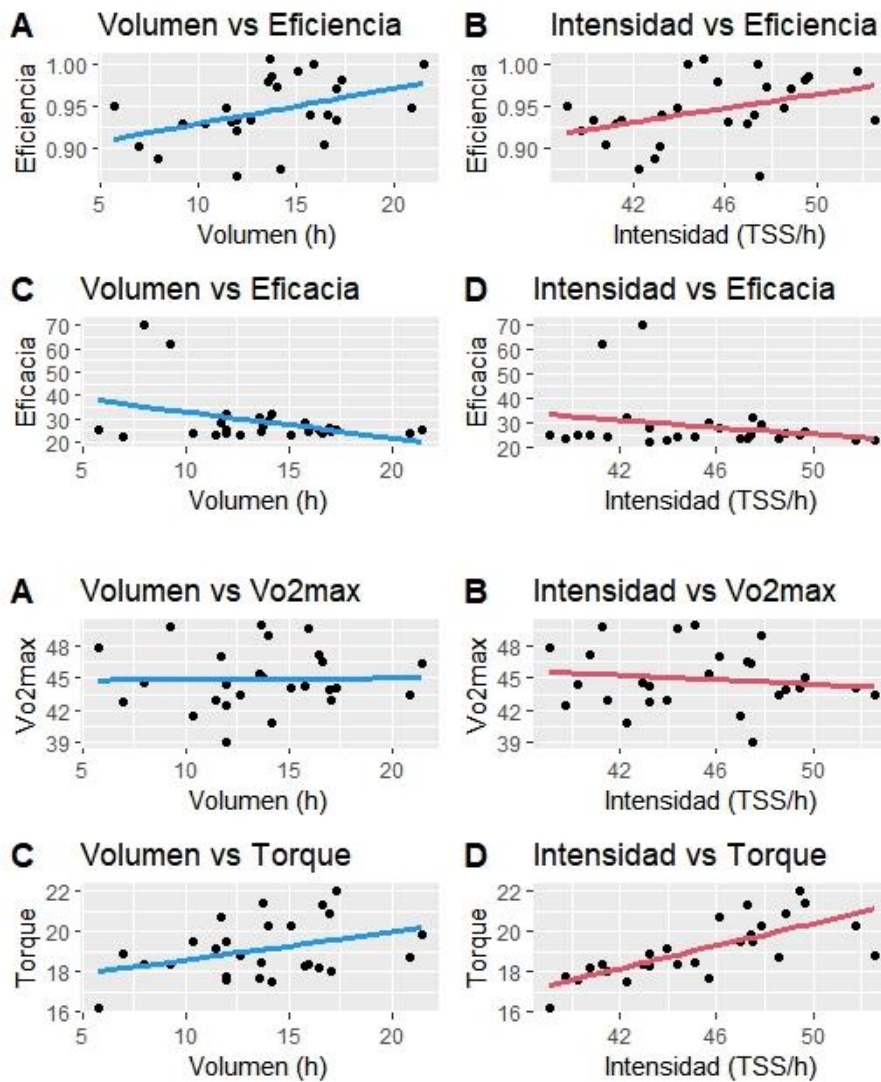 A Volumen vs Eficiencia
1.00
0.95
0.90
Eficiencia
5 10 15 20
Volumen (h)
B Intensidad vs Eficiencia
1.00
0.95
0.90
Eficiencia
42 46 50
Intensidad (TSS/h)
C Volumen vs Eficacia
70
60
50
40
30
20
Eficacia
5 10 15 20
Volumen (h)
D Intensidad vs Eficacia
70
60
50
40
30
20
Eficacia
42 46 50
Intensidad (TSS/h)
A Volumen vs Vo2max
48
45
42
39
Vo2max
5 10 15 20
Volumen (h)
B Intensidad vs Vo2max
48
45
42
39
Vo2max
42 46 50
Intensidad (TSS/h)
C Volumen vs Torque
22
20
18
16
Torque
5 10 15 20
Volumen (h)
D Intensidad vs Torque
22
20
18
16
Torque
42 46 50
Intensidad (TSS/h)